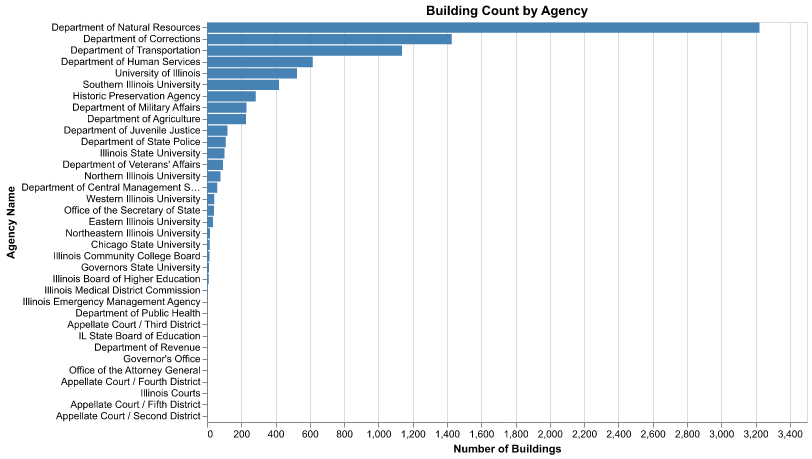 Building Count by Agency
Department of Natural Resources
Department of Corrections
Department of Transportation
Department of Human Services
University of Illinois
Southern Illinois University
Historic Preservation Agency
Department of Military Affairs
Department of Agriculture
Department of Juvenile Justice
Department of State Police
Illinois State University
Department of Veterans' Affairs
Northern Illinois University
Department of Central Management S...
Western Illinois University
Office of the Secretary of State
Eastern Illinois University
Northeastern Illinois University
Chicago State University
Illinois Community College Board
Governors State University
Illinois Board of Higher Education
Illinois Medical District Commission
Illinois Emergency Management Agency
Department of Public Health
Appellate Court / Third District
IL State Board of Education
Department of Revenue
Governor's Office
Office of the Attorney General
Appellate Court / Fourth District
Illinois Courts
Appellate Court / Fifth District
Appellate Court / Second District
Agency Name
0 200 400 600 800 1,000 1,200 1,400 1,600 1,800 2,000 2,200 2,400 2,600 2,800 3,000 3,200 3,400
Number of Buildings